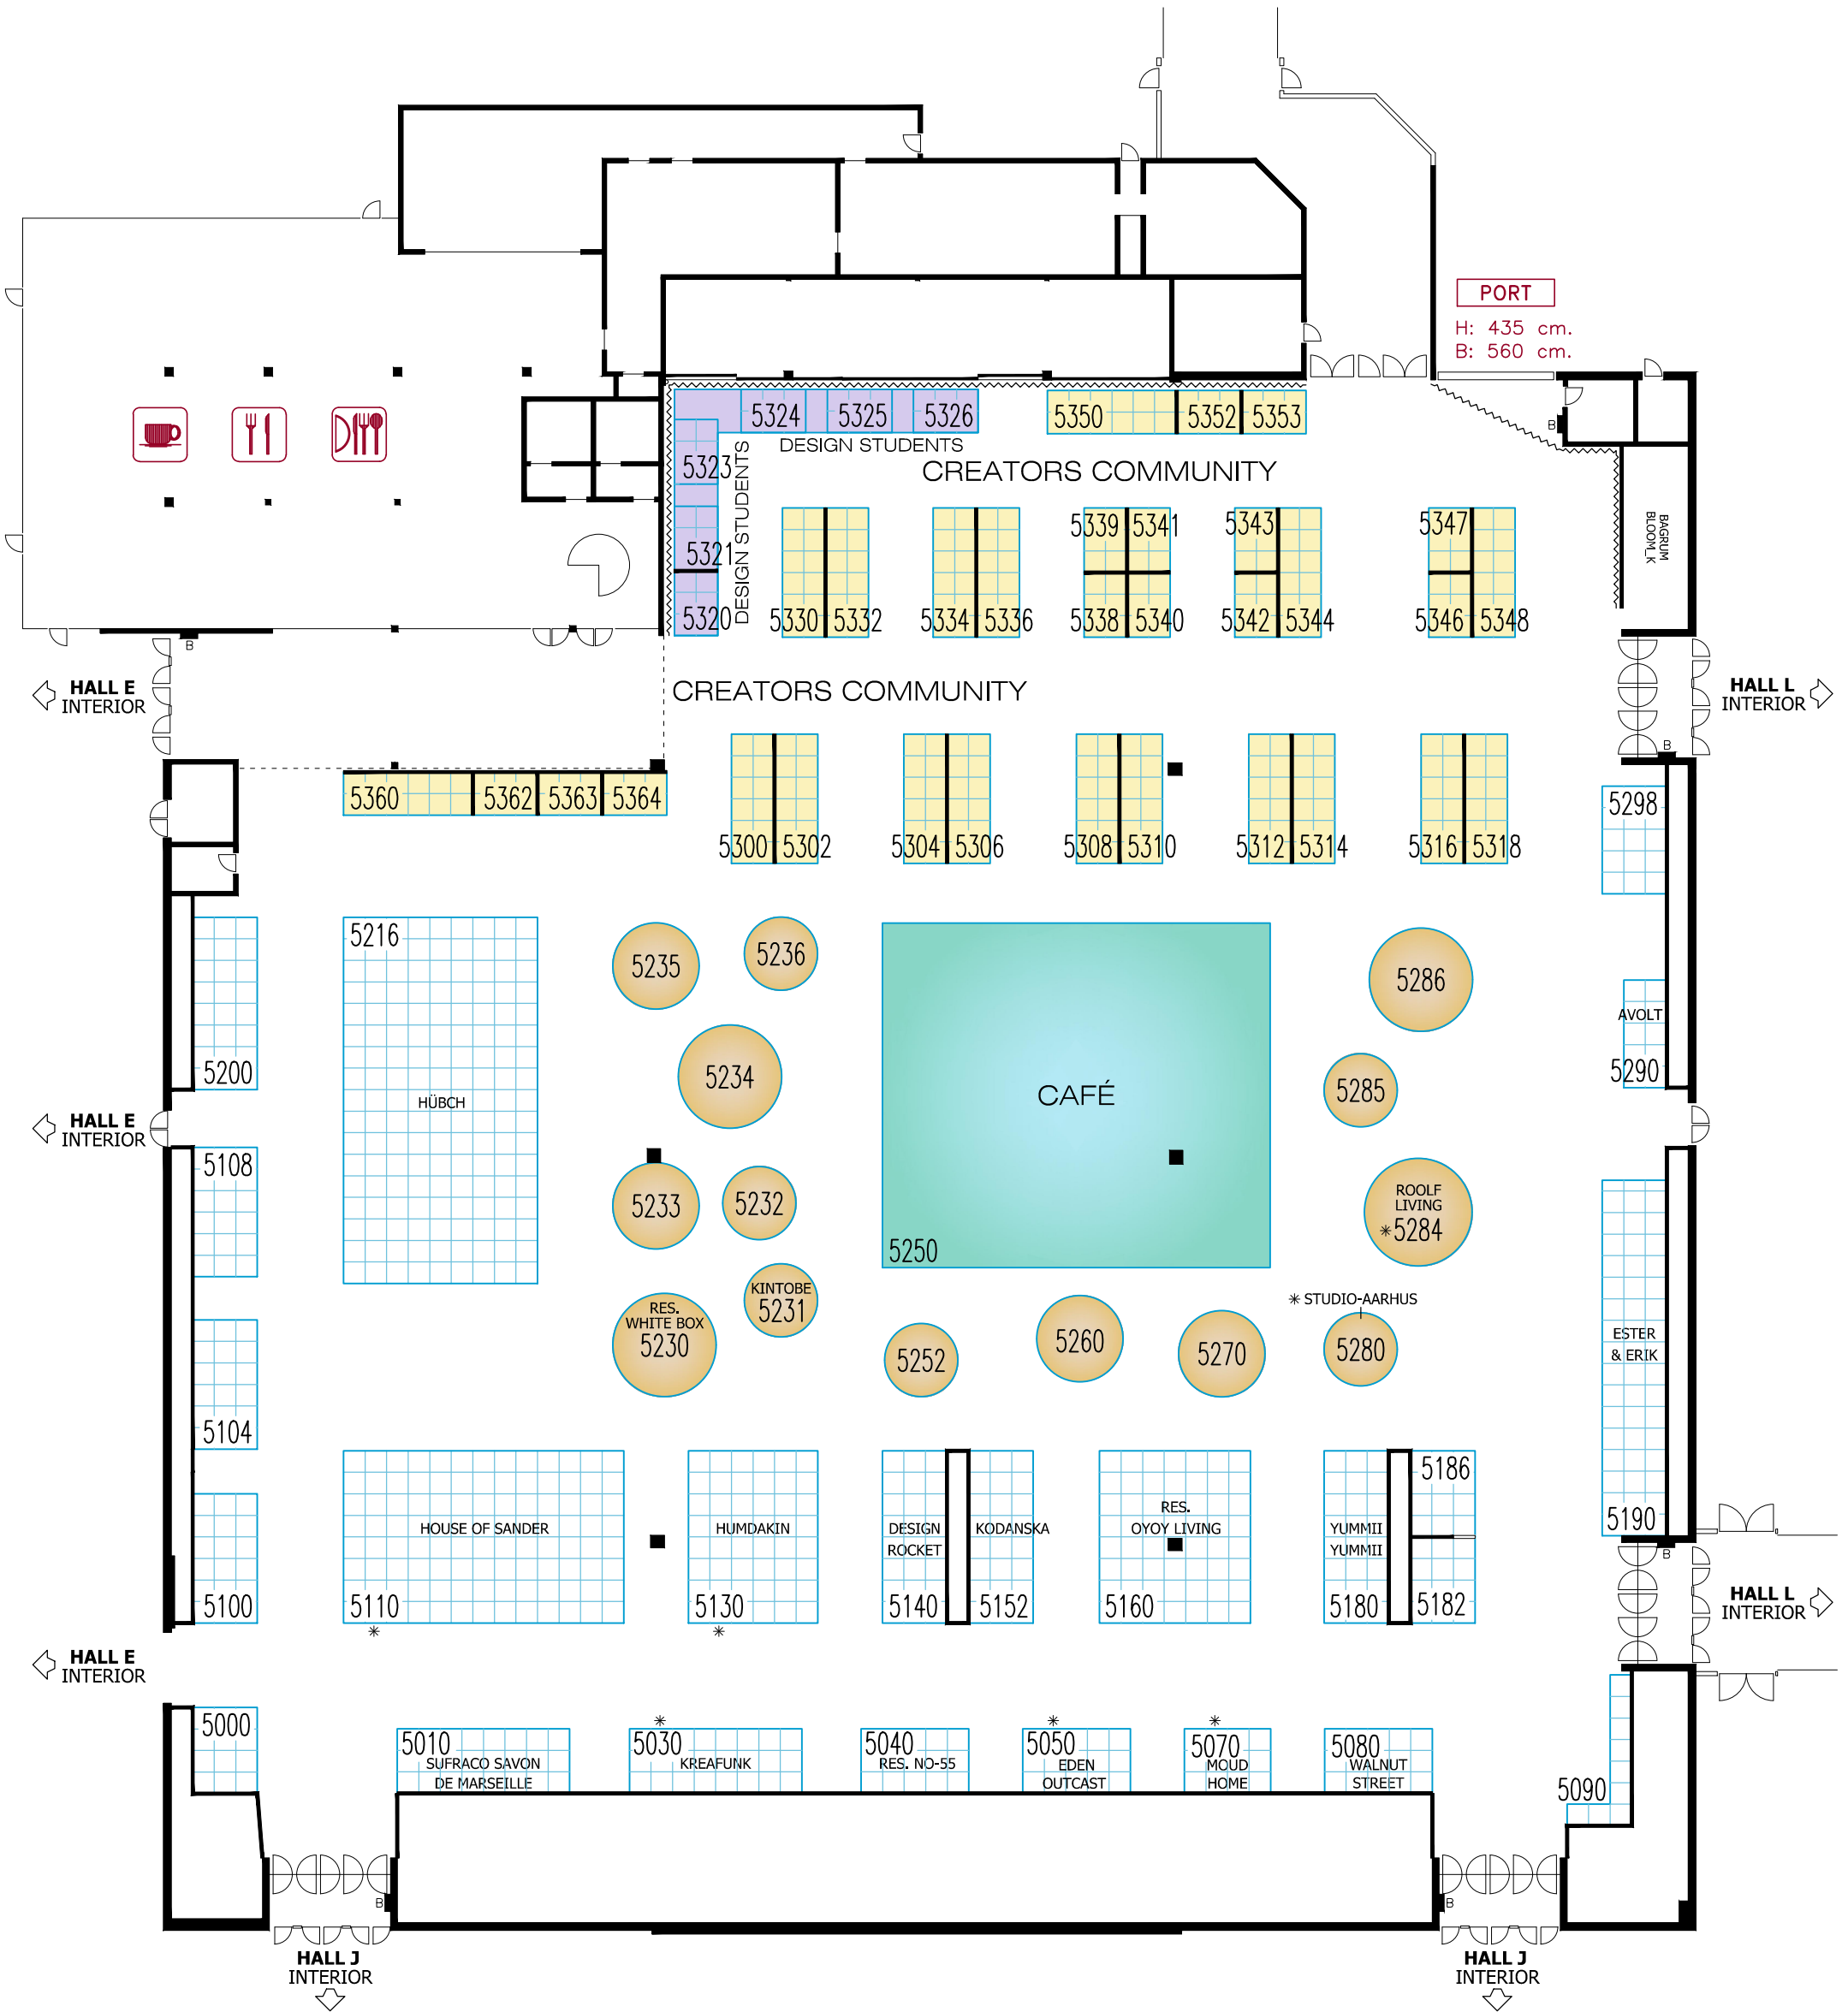 PORT
H: 435 cm.
B: 560 cm.
5324
5325
5326
5350
5352
5353
DESIGN STUDENTS
B
5323
DESIGN STUDENTS
CREATORS COMMUNITY
5321
5320
5339
5341
5343
5347
BAGRUM
BLOOM_K
5330
5332
5334
5336
5338
5340
5342
5344
5346
5348
B
HALL E
INTERIOR
CREATORS COMMUNITY
HALL L
INTERIOR
B
5360
5362
5363
5364
5298
5300
5302
5304
5306
5308
5310
5312
5314
5316
5318
5216
5235
5236
5286
AVOLT
5200
5234
5285
5290
HÜBCH
CAFÉ
HALL E
INTERIOR
5108
5233
5232
ROOLF
LIVING
*5284
5250
KINTOBE
5231
RES.
WHITE BOX
5230
* STUDIO-AARHUS
5252
5260
5270
5280
ESTER
& ERIK
5104
5186
HOUSE OF SANDER
HUMDAKIN
DESIGN
ROCKET
KODANSKA
RES.
OYOY LIVING
YUMMII
YUMMII
5190
B
5100
5110
*
5130
*
5140
5152
5160
5180
5182
HALL L
INTERIOR
HALL E
INTERIOR
5000
5010
SUFRACO SAVON
DE MARSEILLE
*
5030
KREAFUNK
5040
RES. NO-55
*
5050
EDEN
OUTCAST
*
5070
MOUD
HOME
5080
WALNUT
STREET
5090
B
B
HALL J
INTERIOR
HALL J
INTERIOR